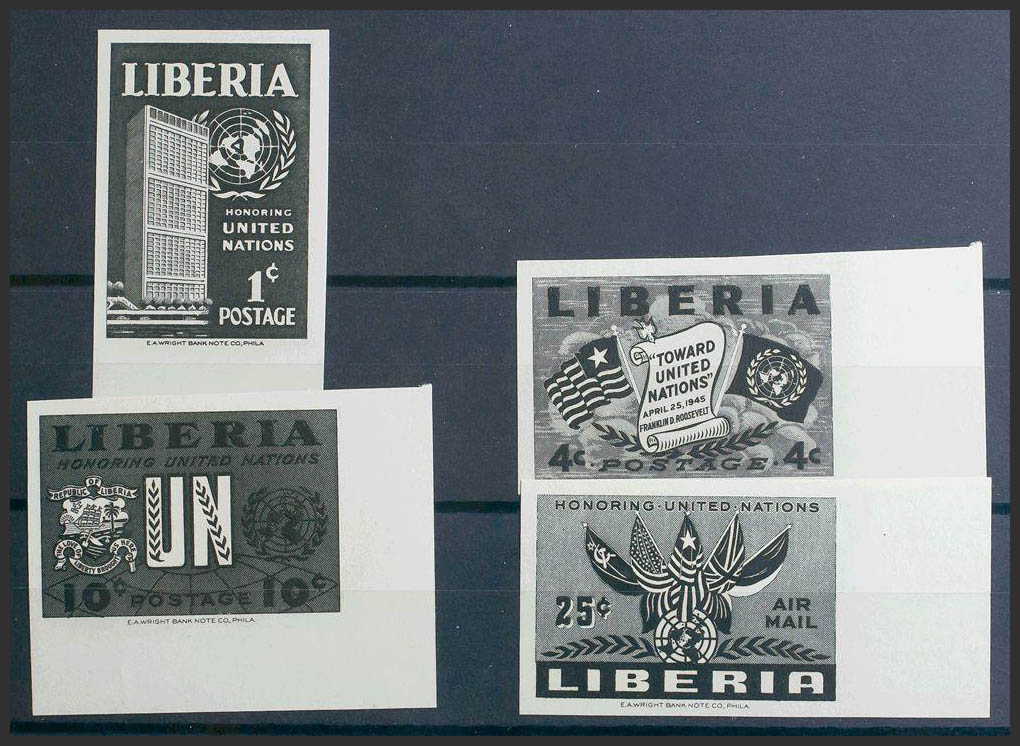 LIBERIA
HONORING
UNITED
NATIONS
1¢
POSTAGE
E.A.WRIGHT BANK NOTE CO., PHILA.
LIBERIA
"TOWARD
UNITED
NATIONS"
APRIL 25, 1945
FRANKLIN D. ROOSEVELT
4¢ · POSTAGE · 4¢
LIBERIA
HONORING UNITED NATIONS
REPUBLIC OF LIBERIA
UN
10¢ POSTAGE 10¢
E.A.WRIGHT BANK NOTE CO., PHILA.
HONORING · UNITED · NATIONS
25¢
AIR
MAIL
LIBERIA
E.A.WRIGHT BANK NOTE CO., PHILA.